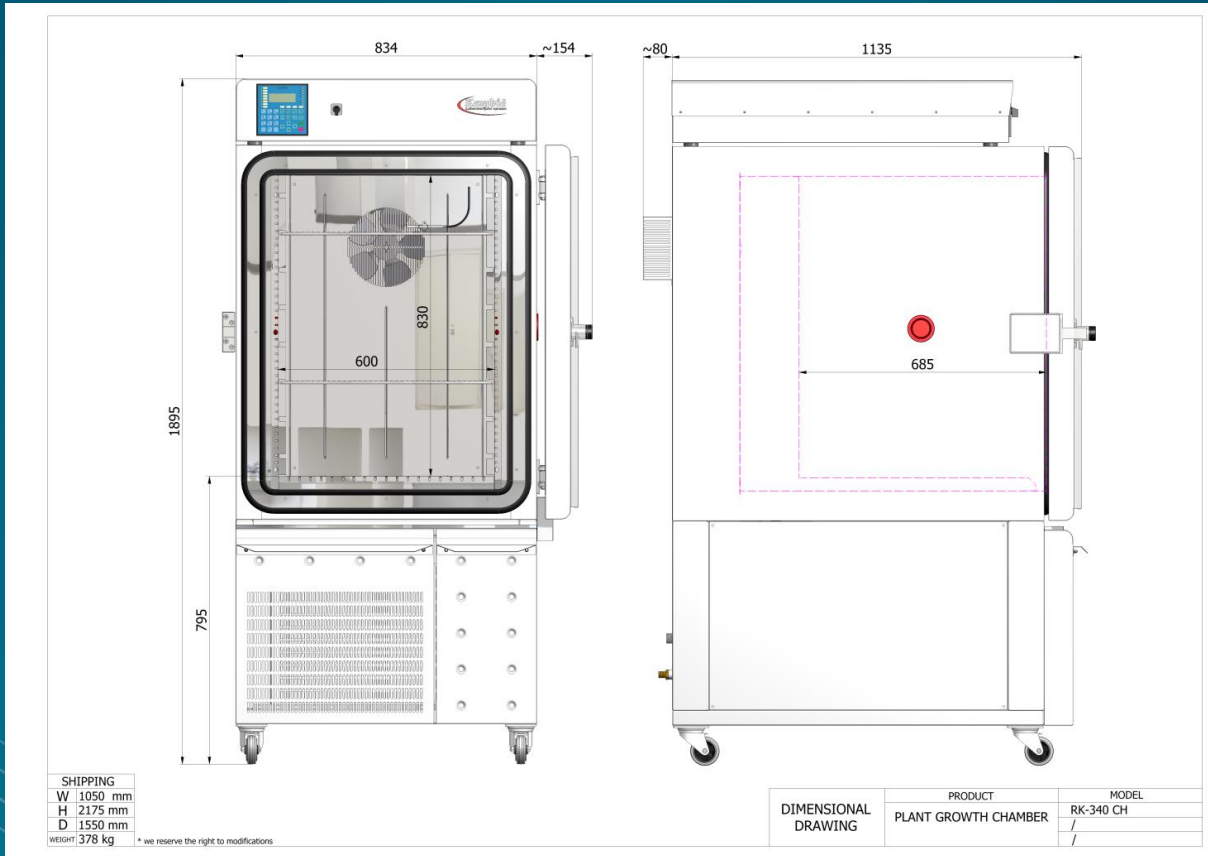 834
~154
~80
1135
Kambič
830
600
685
1895
795
SHIPPING
W 1050 mm
H 2175 mm
D 1550 mm
WEIGHT 378 kg
* we reserve the right to modifications
DIMENSIONAL
DRAWING
PRODUCT
PLANT GROWTH CHAMBER
MODEL
RK-340 CH
/
/